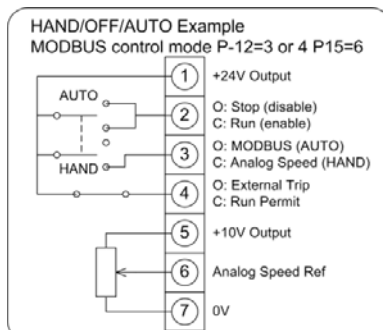 HAND/OFF/AUTO Example
MODBUS control mode P-12=3 or 4 P15=6
1 +24V Output
AUTO
2 O: Stop (disable)
C: Run (enable)
3 O: MODBUS (AUTO)
C: Analog Speed (HAND)
HAND
4 O: External Trip
C: Run Permit
5 +10V Output
6 Analog Speed Ref
7 0V